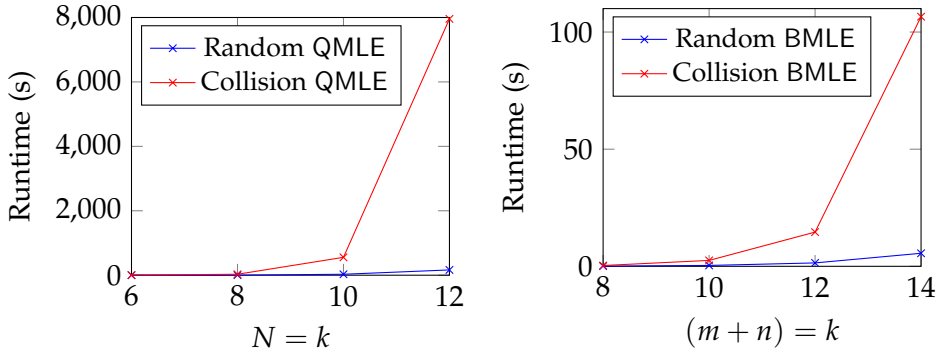 8,000
6,000
4,000
2,000
0
Runtime (s)
Random QMLE
Collision QMLE
6
8
10
12
N = k
100
50
0
Runtime (s)
Random BMLE
Collision BMLE
8
10
12
14
(m + n) = k